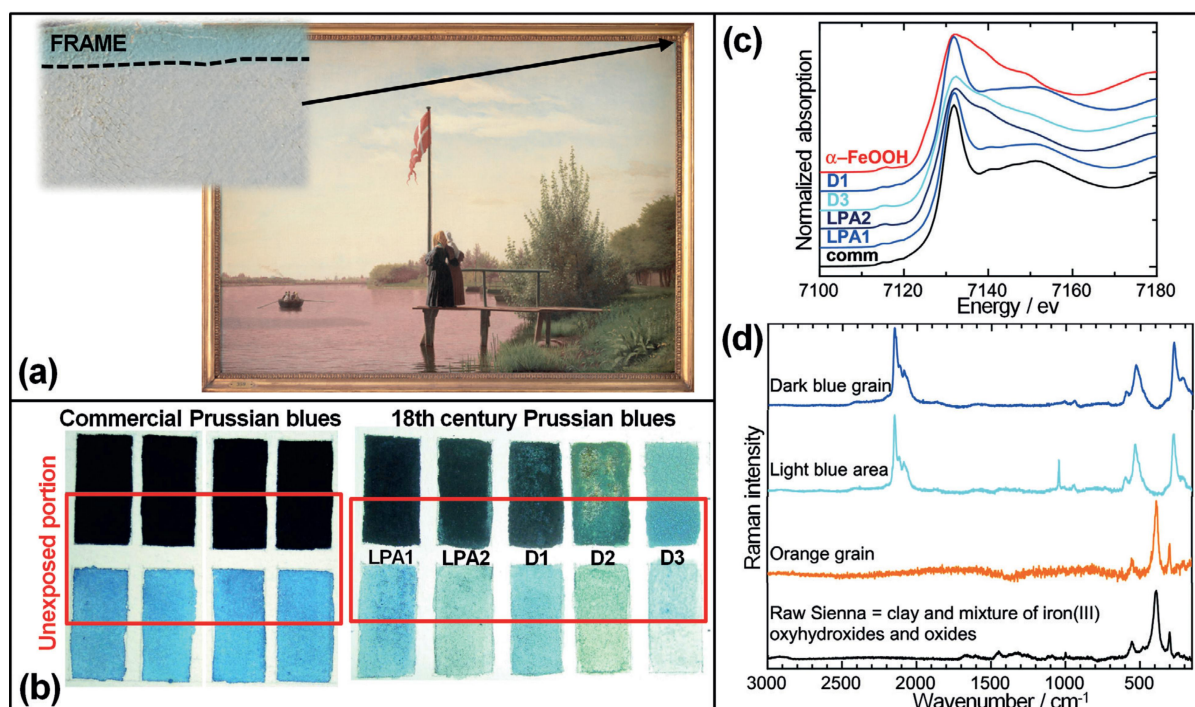 FRAME
(a)
Commercial Prussian blues
18th century Prussian blues
Unexposed portion
LPA1
LPA2
D1
D2
D3
(b)
(c)
Normalized absorption
α–FeOOH
D1
D3
LPA2
LPA1
comm
7100
7120
7140
7160
7180
Energy / ev
(d)
Raman intensity
Dark blue grain
Light blue area
Orange grain
Raw Sienna = clay and mixture of iron(III)
oxyhydroxides and oxides
3000
2500
2000
1500
1000
500
Wavenumber / cm⁻¹